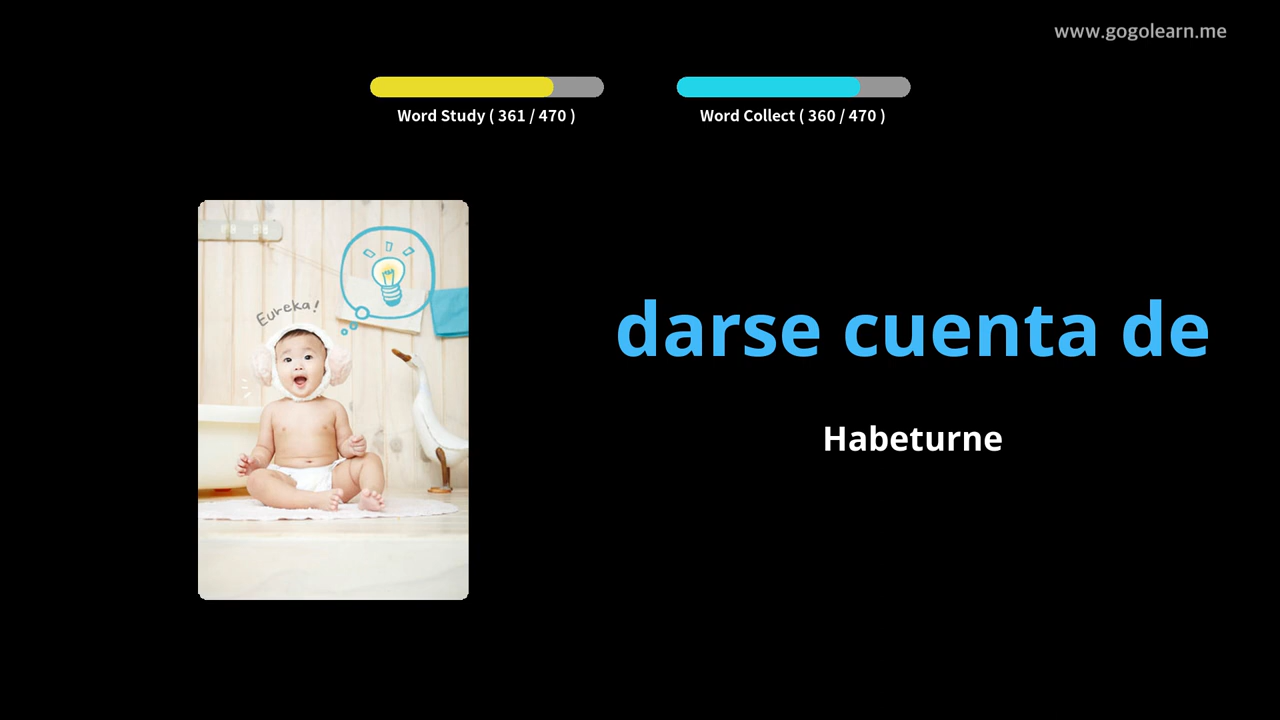 www.gogolearn.me
Word Study ( 361 / 470 )
Word Collect ( 360 / 470 )
Eureka!
darse cuenta de
Habeturne